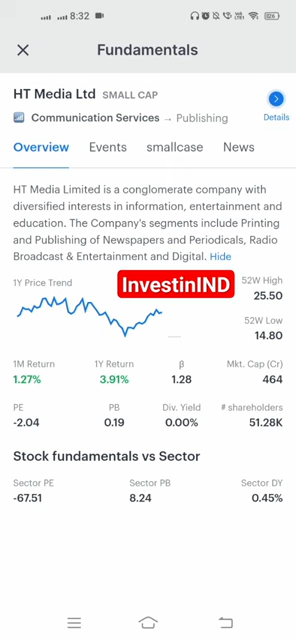 8:32
Fundamentals
HT Media Ltd SMALL CAP
Communication Services → Publishing
Details
Overview Events smallcase News
HT Media Limited is a conglomerate company with
diversified interests in information, entertainment and
education. The Company's segments include Printing
and Publishing of Newspapers and Periodicals, Radio
Broadcast & Entertainment and Digital. Hide
1Y Price Trend
InvestinIND
52W High
25.50
52W Low
14.80
1M Return 1Y Return β Mkt. Cap (Cr)
1.27% 3.91% 1.28 464
PE PB Div. Yield # shareholders
-2.04 0.19 0.00% 51.28K
Stock fundamentals vs Sector
Sector PE Sector PB Sector DY
-67.51 8.24 0.45%